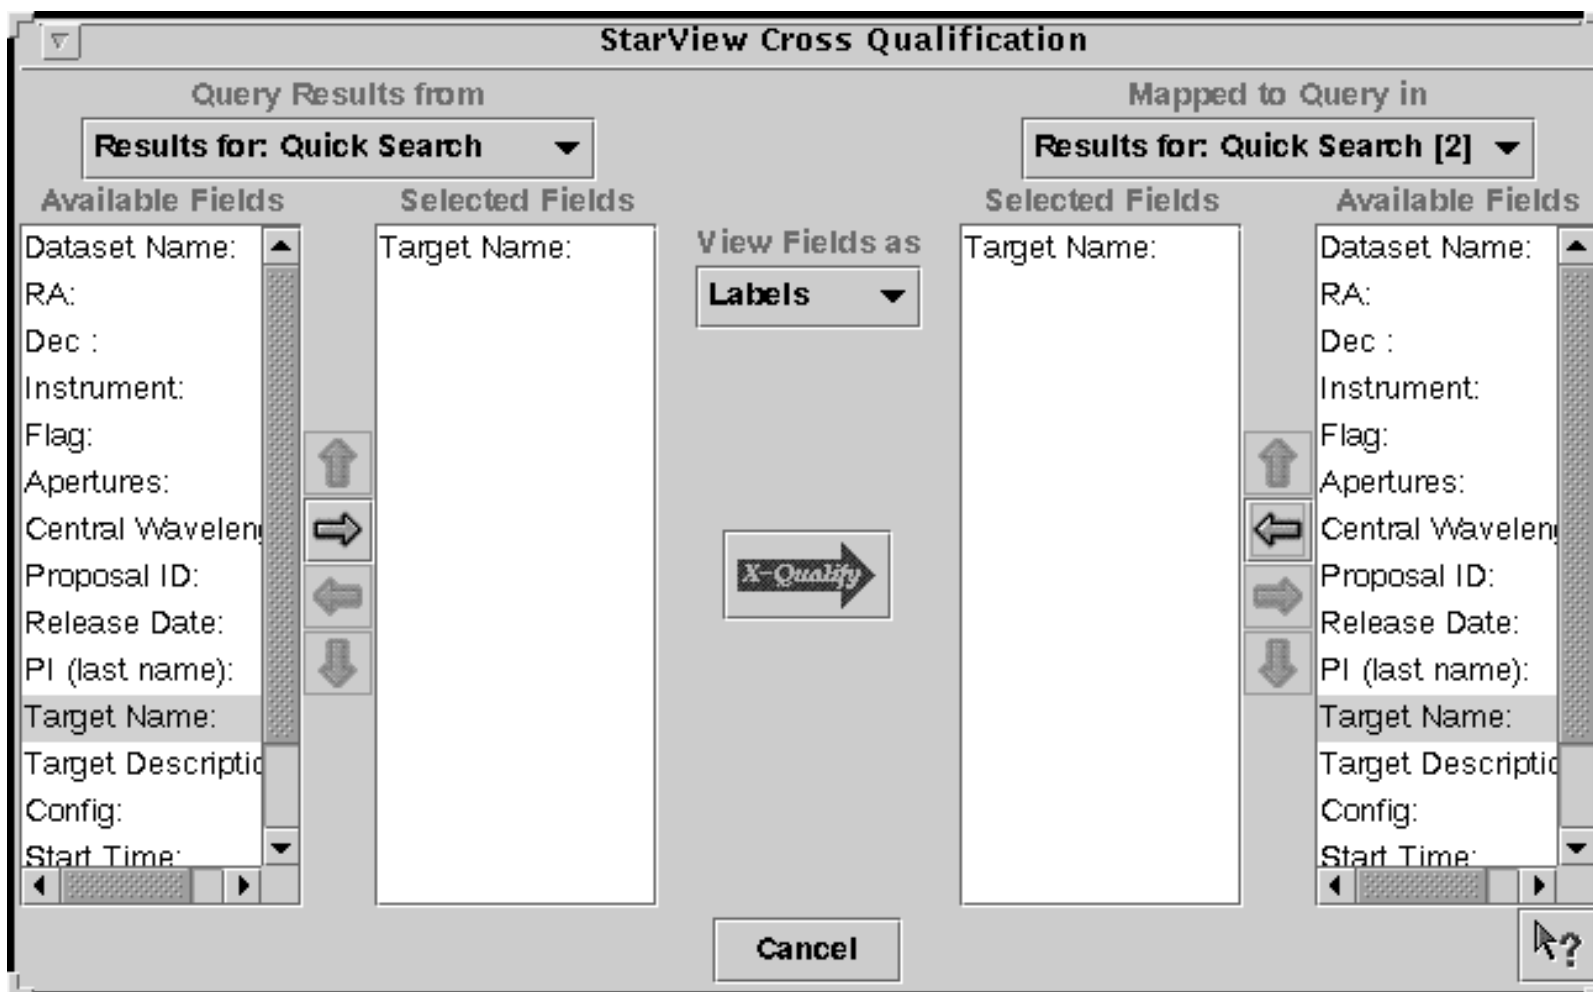 StarView Cross Qualification
Query Results from
Mapped to Query in
Results for: Quick Search
Results for: Quick Search [2]
Available Fields
Selected Fields
Selected Fields
Available Fields
Dataset Name:
RA:
Dec :
Instrument:
Flag:
Apertures:
Central Waveleng
Proposal ID:
Release Date:
PI (last name):
Target Name:
Target Descriptio
Config:
Start Time:
Target Name:
View Fields as
Labels
X-Qualify
Target Name:
Dataset Name:
RA:
Dec :
Instrument:
Flag:
Apertures:
Central Waveleng
Proposal ID:
Release Date:
PI (last name):
Target Name:
Target Descriptio
Config:
Start Time:
Cancel
?